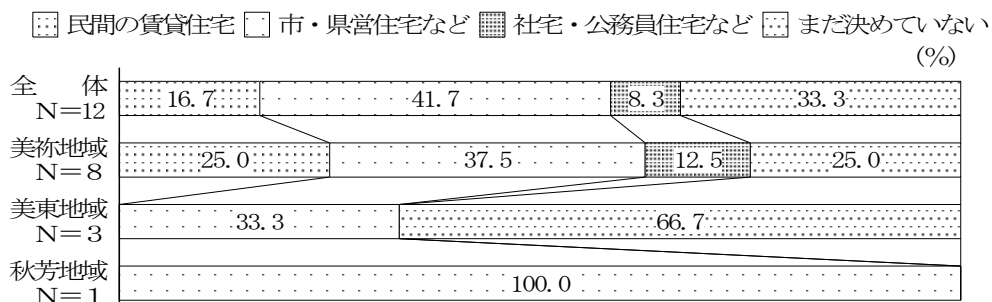 民間の賃貸住宅 市・県営住宅など 社宅・公務員住宅など まだ決めていない
(%)
全体
N=12
16.7 41.7 8.3 33.3
美祢地域
N=8
25.0 37.5 12.5 25.0
美東地域
N=3
33.3 66.7
秋芳地域
N=1
100.0